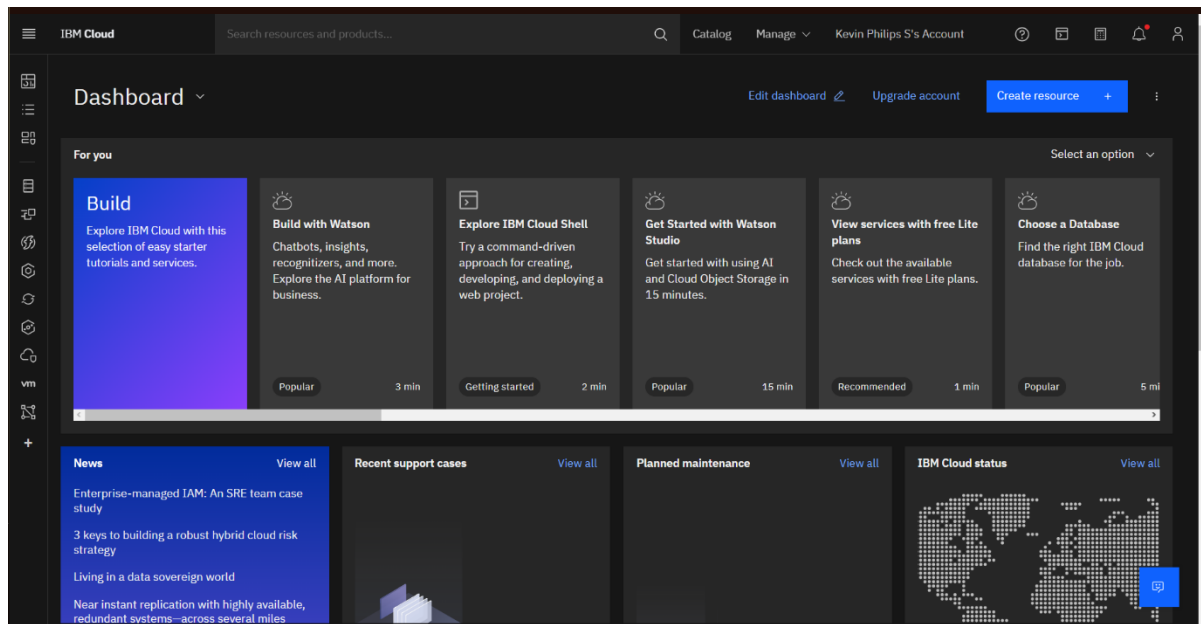 IBM Cloud
Search resources and products...
Catalog
Manage
Kevin Philips S's Account
Dashboard
Edit dashboard
Upgrade account
Create resource +
For you
Select an option
Build
Explore IBM Cloud with this
selection of easy starter
tutorials and services.
Build with Watson
Chatbots, insights,
recognitizers, and more.
Explore the AI platform for
business.
Popular
3 min
Explore IBM Cloud Shell
Try a command-driven
approach for creating,
developing, and deploying a
web project.
Getting started
2 min
Get Started with Watson
Studio
Get started with using AI
and Cloud Object Storage in
15 minutes.
Popular
15 min
View services with free Lite
plans
Check out the available
services with free Lite plans.
Recommended
1 min
Choose a Database
Find the right IBM Cloud
database for the job.
Popular
5 mi
vm
+
News
View all
Enterprise-managed IAM: An SRE team case
study
3 keys to building a robust hybrid cloud risk
strategy
Living in a data sovereign world
Near instant replication with highly available,
redundant systems—across several miles
Recent support cases
View all
Planned maintenance
View all
IBM Cloud status
View all